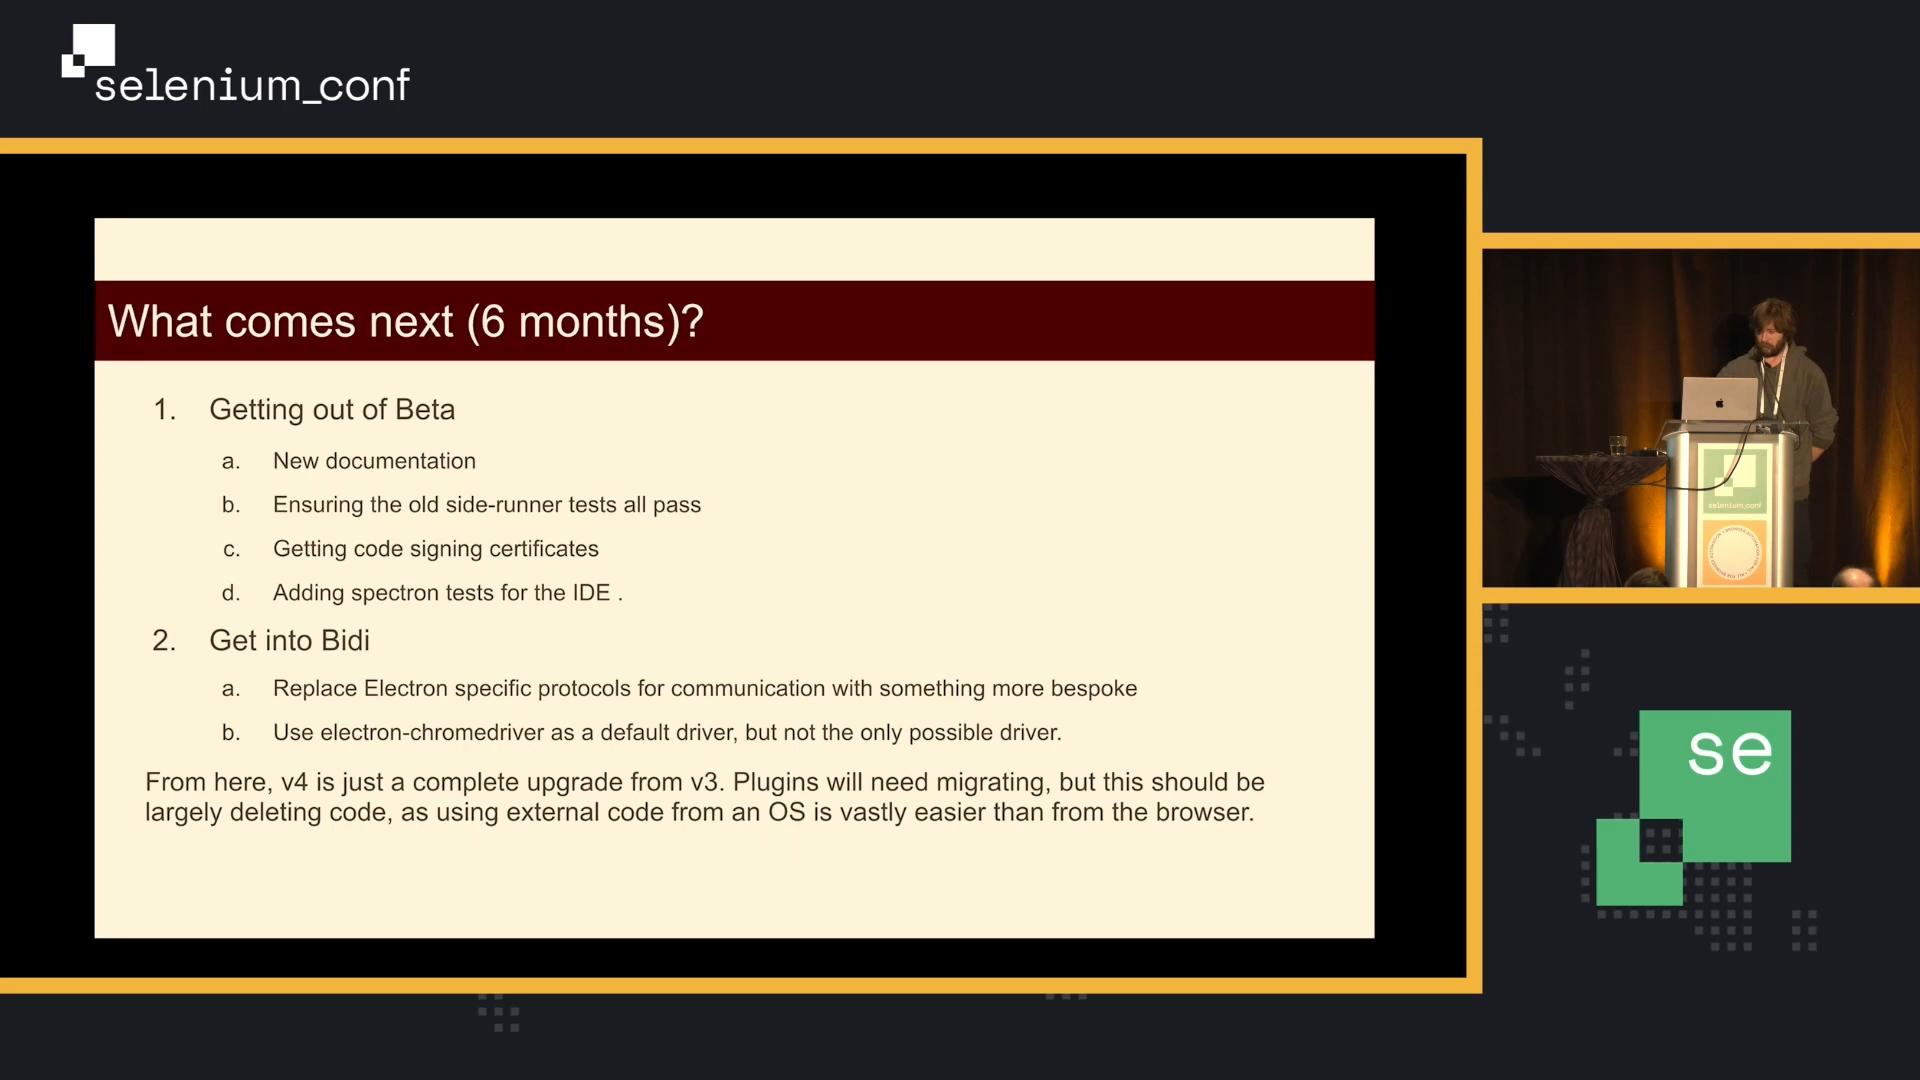 selenium_conf
What comes next (6 months)?
1. Getting out of Beta
a. New documentation
b. Ensuring the old side-runner tests all pass
c. Getting code signing certificates
d. Adding spectron tests for the IDE .
2. Get into Bidi
a. Replace Electron specific protocols for communication with something more bespoke
b. Use electron-chromedriver as a default driver, but not the only possible driver.
From here, v4 is just a complete upgrade from v3. Plugins will need migrating, but this should be
largely deleting code, as using external code from an OS is vastly easier than from the browser.
selenium_conf
se